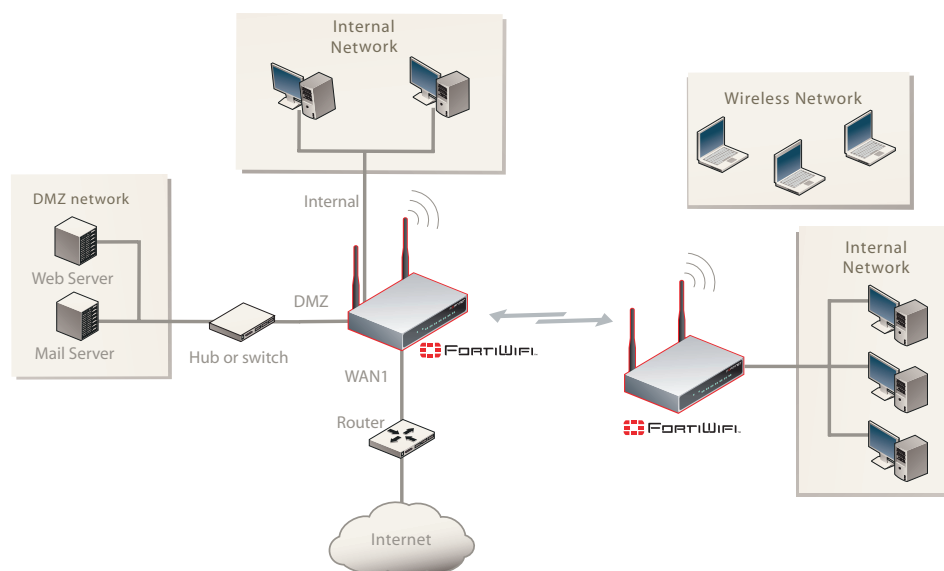 Internal
Network
Wireless Network
Internal
DMZ network
Web Server
Mail Server
DMZ
Hub or switch
FORTIWIFI
WAN1
Router
Internet
Internal
Network
FORTIWIFI